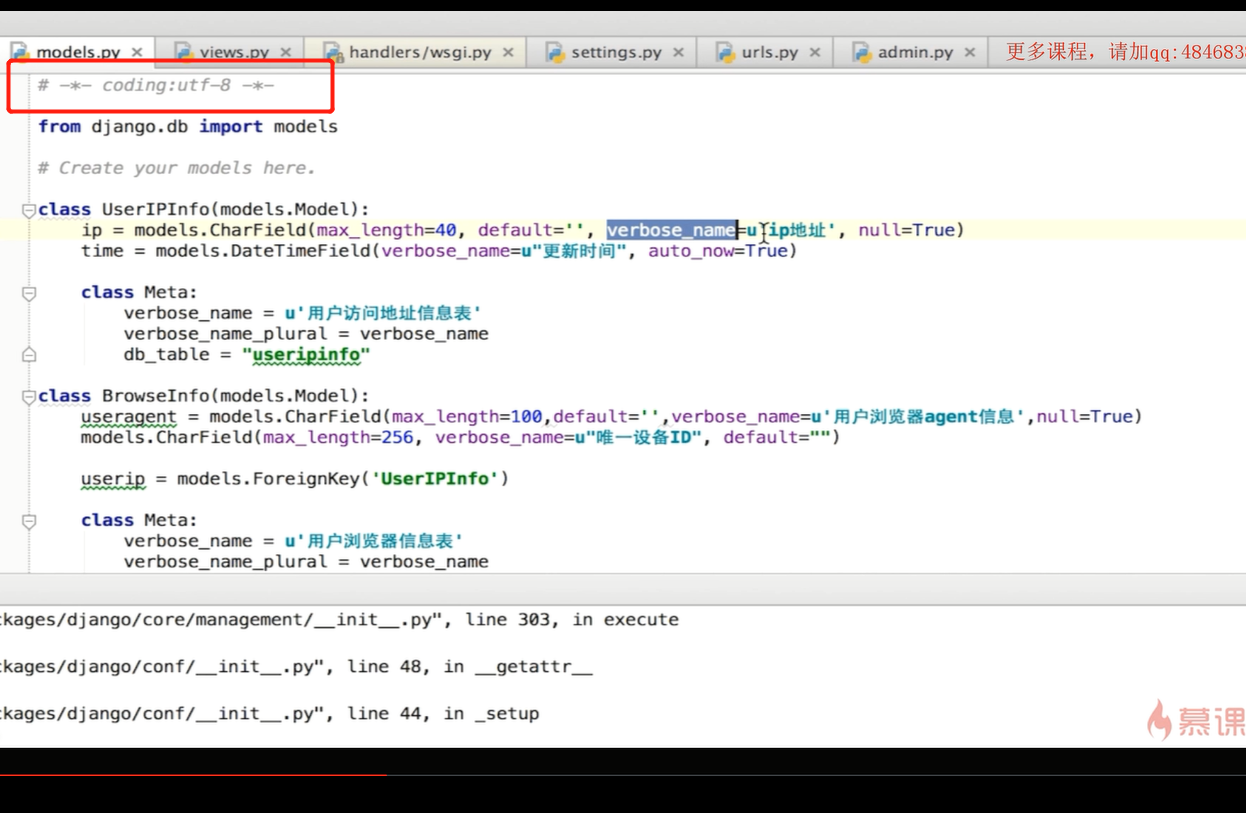 models.py views.py handlers/wsgi.py settings.py urls.py admin.py 更多课程，请加qq:484683
# -*- coding:utf-8 -*-
from django.db import models
# Create your models here.
class UserIPInfo(models.Model):
ip = models.CharField(max_length=40, default='', verbose_name=u'ip地址', null=True)
time = models.DateTimeField(verbose_name=u"更新时间", auto_now=True)
class Meta:
verbose_name = u'用户访问地址信息表'
verbose_name_plural = verbose_name
db_table = "useripinfo"
class BrowseInfo(models.Model):
useragent = models.CharField(max_length=100,default='',verbose_name=u'用户浏览器agent信息',null=True)
models.CharField(max_length=256, verbose_name=u"唯一设备ID", default="")
userip = models.ForeignKey('UserIPInfo')
class Meta:
verbose_name = u'用户浏览器信息表'
verbose_name_plural = verbose_name
ckages/django/core/management/__init__.py", line 303, in execute
ckages/django/conf/__init__.py", line 48, in __getattr__
ckages/django/conf/__init__.py", line 44, in _setup
慕课